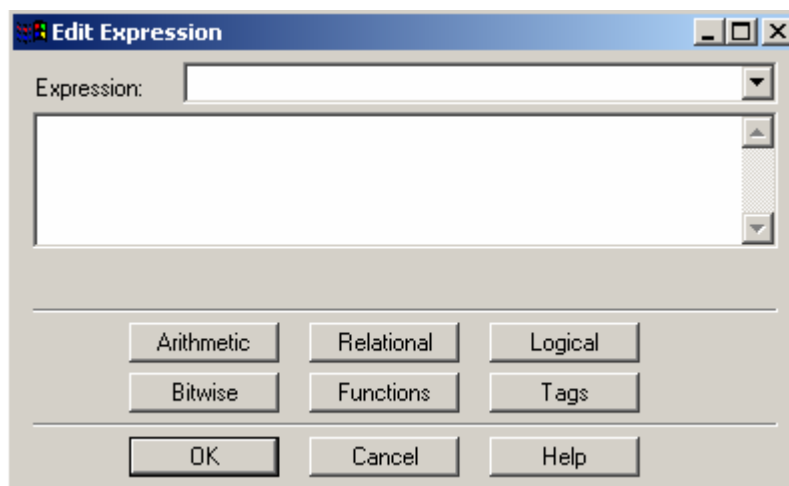 Edit Expression
Expression:
Arithmetic Relational Logical
Bitwise Functions Tags
OK Cancel Help